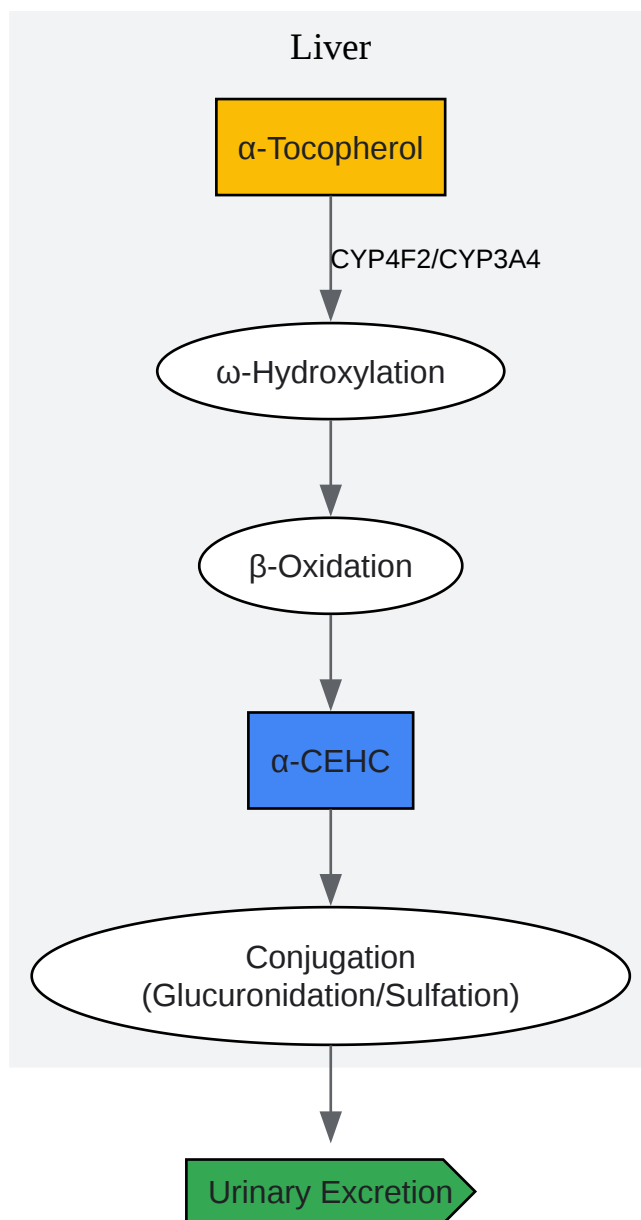 Liver
α-Tocopherol
CYP4F2/CYP3A4
ω-Hydroxylation
β-Oxidation
α-CEHC
Conjugation
(Glucuronidation/Sulfation)
Urinary Excretion